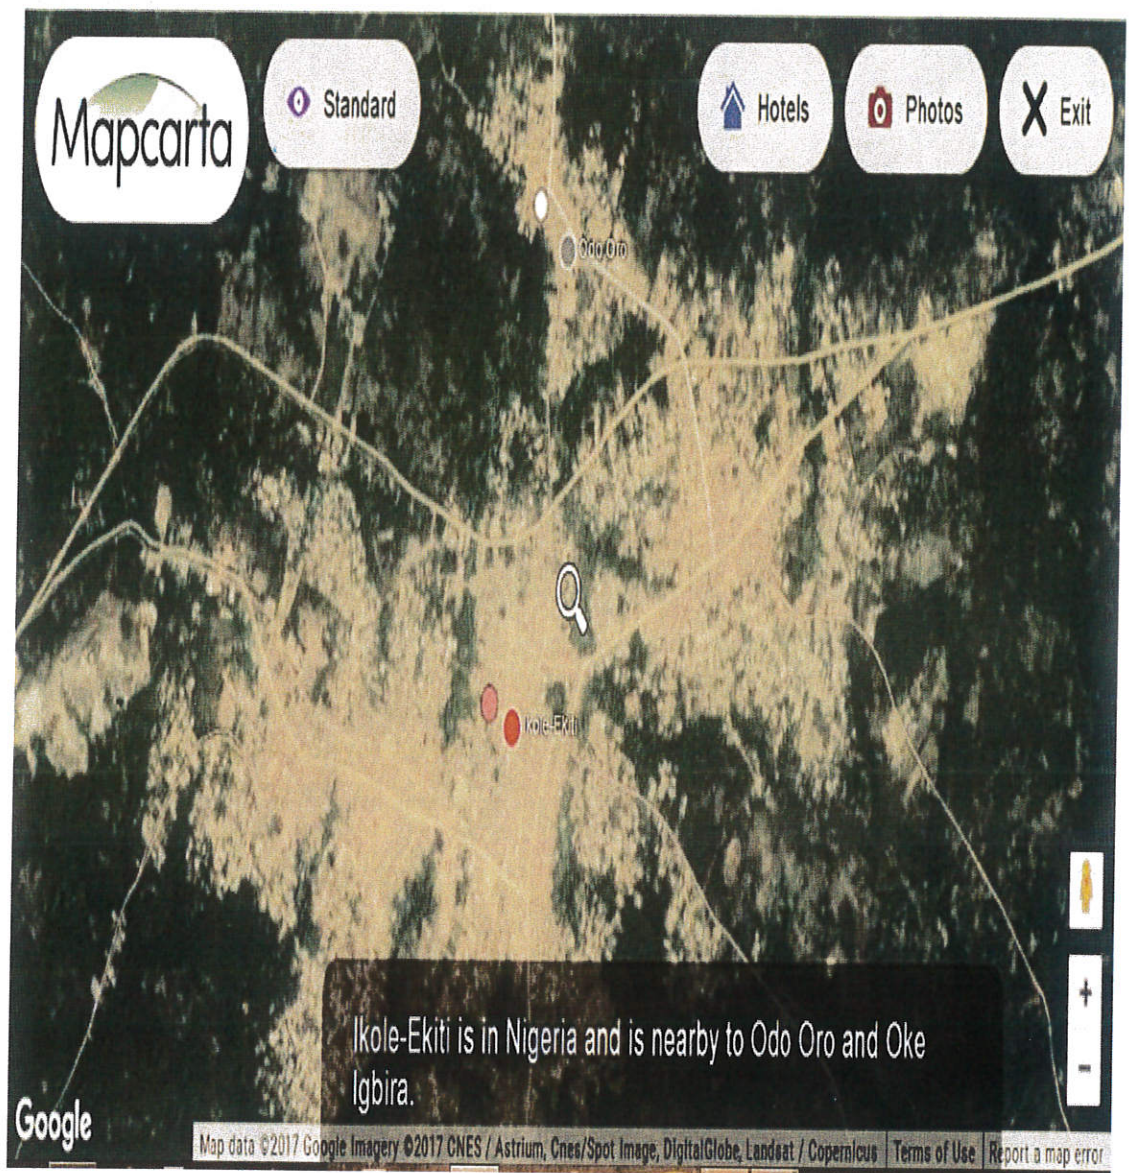 Mapcarta
Standard
Hotels
Photos
Exit
Odo Oro
Ikole-Ekiti
Ikole-Ekiti is in Nigeria and is nearby to Odo Oro and Oke
Igbira.
Google
Map data ©2017 Google Imagery ©2017 CNES / Astrium, Cnes/Spot Image, DigitalGlobe, Landsat / Copernicus
Terms of Use
Report a map error